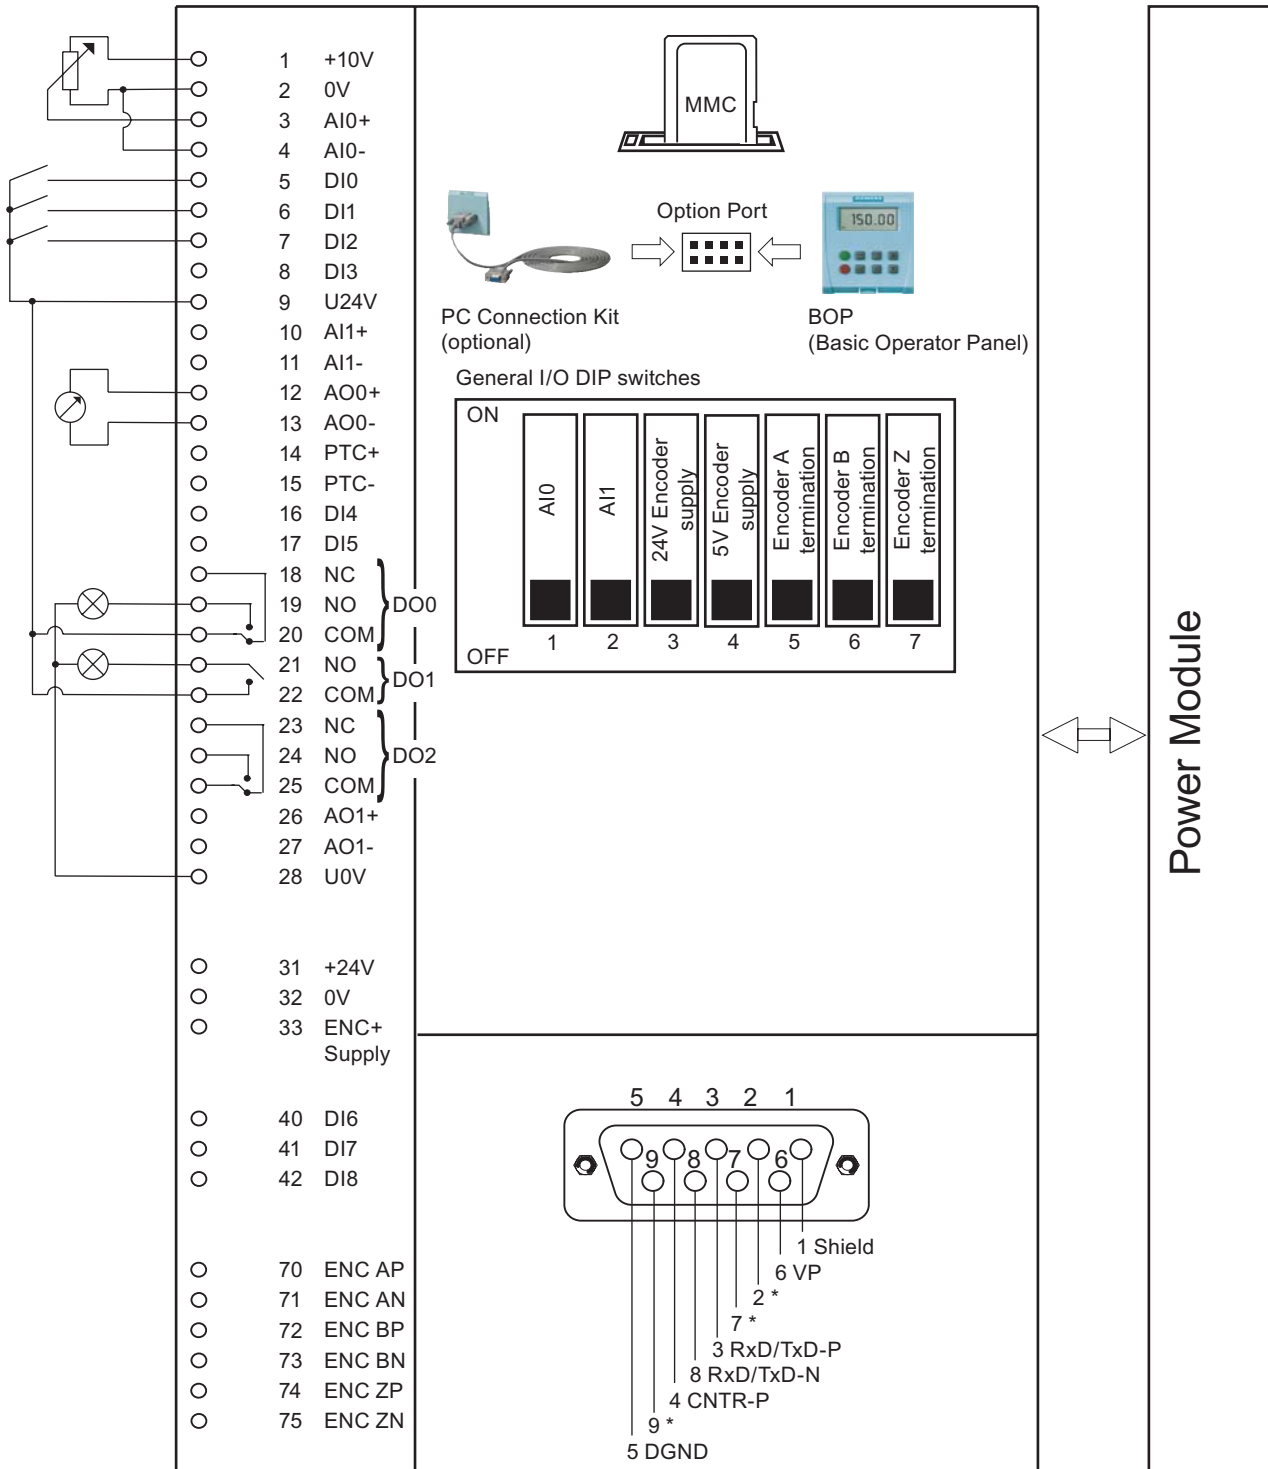 1 +10V
2 0V
3 AI0+
4 AI0-
5 DI0
6 DI1
7 DI2
8 DI3
9 U24V
10 AI1+
11 AI1-
12 AO0+
13 AO0-
14 PTC+
15 PTC-
16 DI4
17 DI5
18 NC
19 NO
20 COM
DO0
21 NO
22 COM
DO1
23 NC
24 NO
25 COM
DO2
26 AO1+
27 AO1-
28 U0V
31 +24V
32 0V
33 ENC+
Supply
40 DI6
41 DI7
42 DI8
70 ENC AP
71 ENC AN
72 ENC BP
73 ENC BN
74 ENC ZP
75 ENC ZN
MMC
Option Port
SIEMENS
150.00
PC Connection Kit
(optional)
BOP
(Basic Operator Panel)
General I/O DIP switches
ON
AI0
AI1
24V Encoder
supply
5V Encoder
supply
Encoder A
termination
Encoder B
termination
Encoder Z
termination
1 2 3 4 5 6 7
OFF
5 4 3 2 1
9 8 7 6
1 Shield
6 VP
2 *
7 *
3 RxD/TxD-P
8 RxD/TxD-N
4 CNTR-P
9 *
5 DGND
Power Module